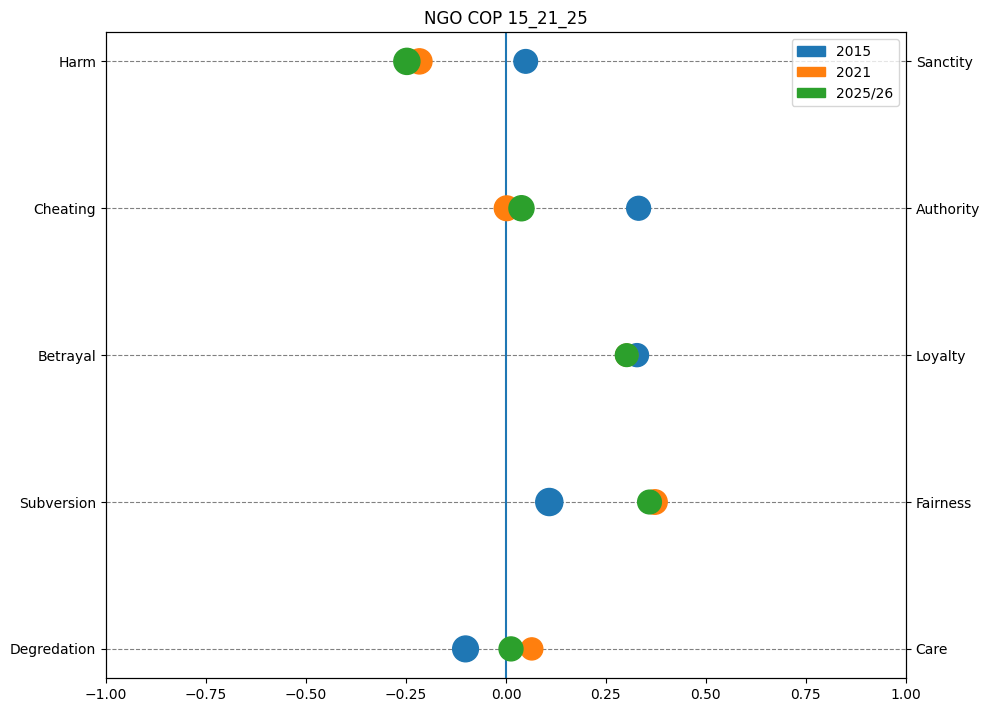 NGO COP 15_21_25
2015
2021
2025/26
Harm
Sanctity
Cheating
Authority
Betrayal
Loyalty
Subversion
Fairness
Degredation
Care
−1.00 −0.75 −0.50 −0.25 0.00 0.25 0.50 0.75 1.00